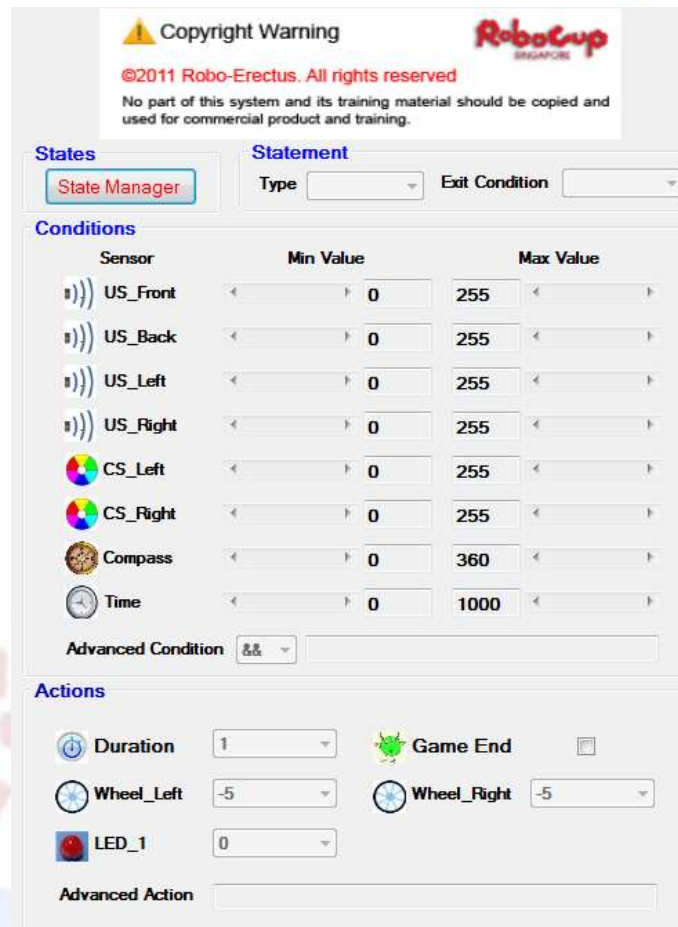 Copyright Warning
RoboCup
SINGAPORE
©2011 Robo-Erectus. All rights reserved
No part of this system and its training material should be copied and
used for commercial product and training.
States
Statement
State Manager
Type
Exit Condition
Conditions
Sensor Min Value Max Value
US_Front 0 255
US_Back 0 255
US_Left 0 255
US_Right 0 255
CS_Left 0 255
CS_Right 0 255
Compass 0 360
Time 0 1000
Advanced Condition &&
Actions
Duration 1 Game End
Wheel_Left -5 Wheel_Right -5
LED_1 0
Advanced Action